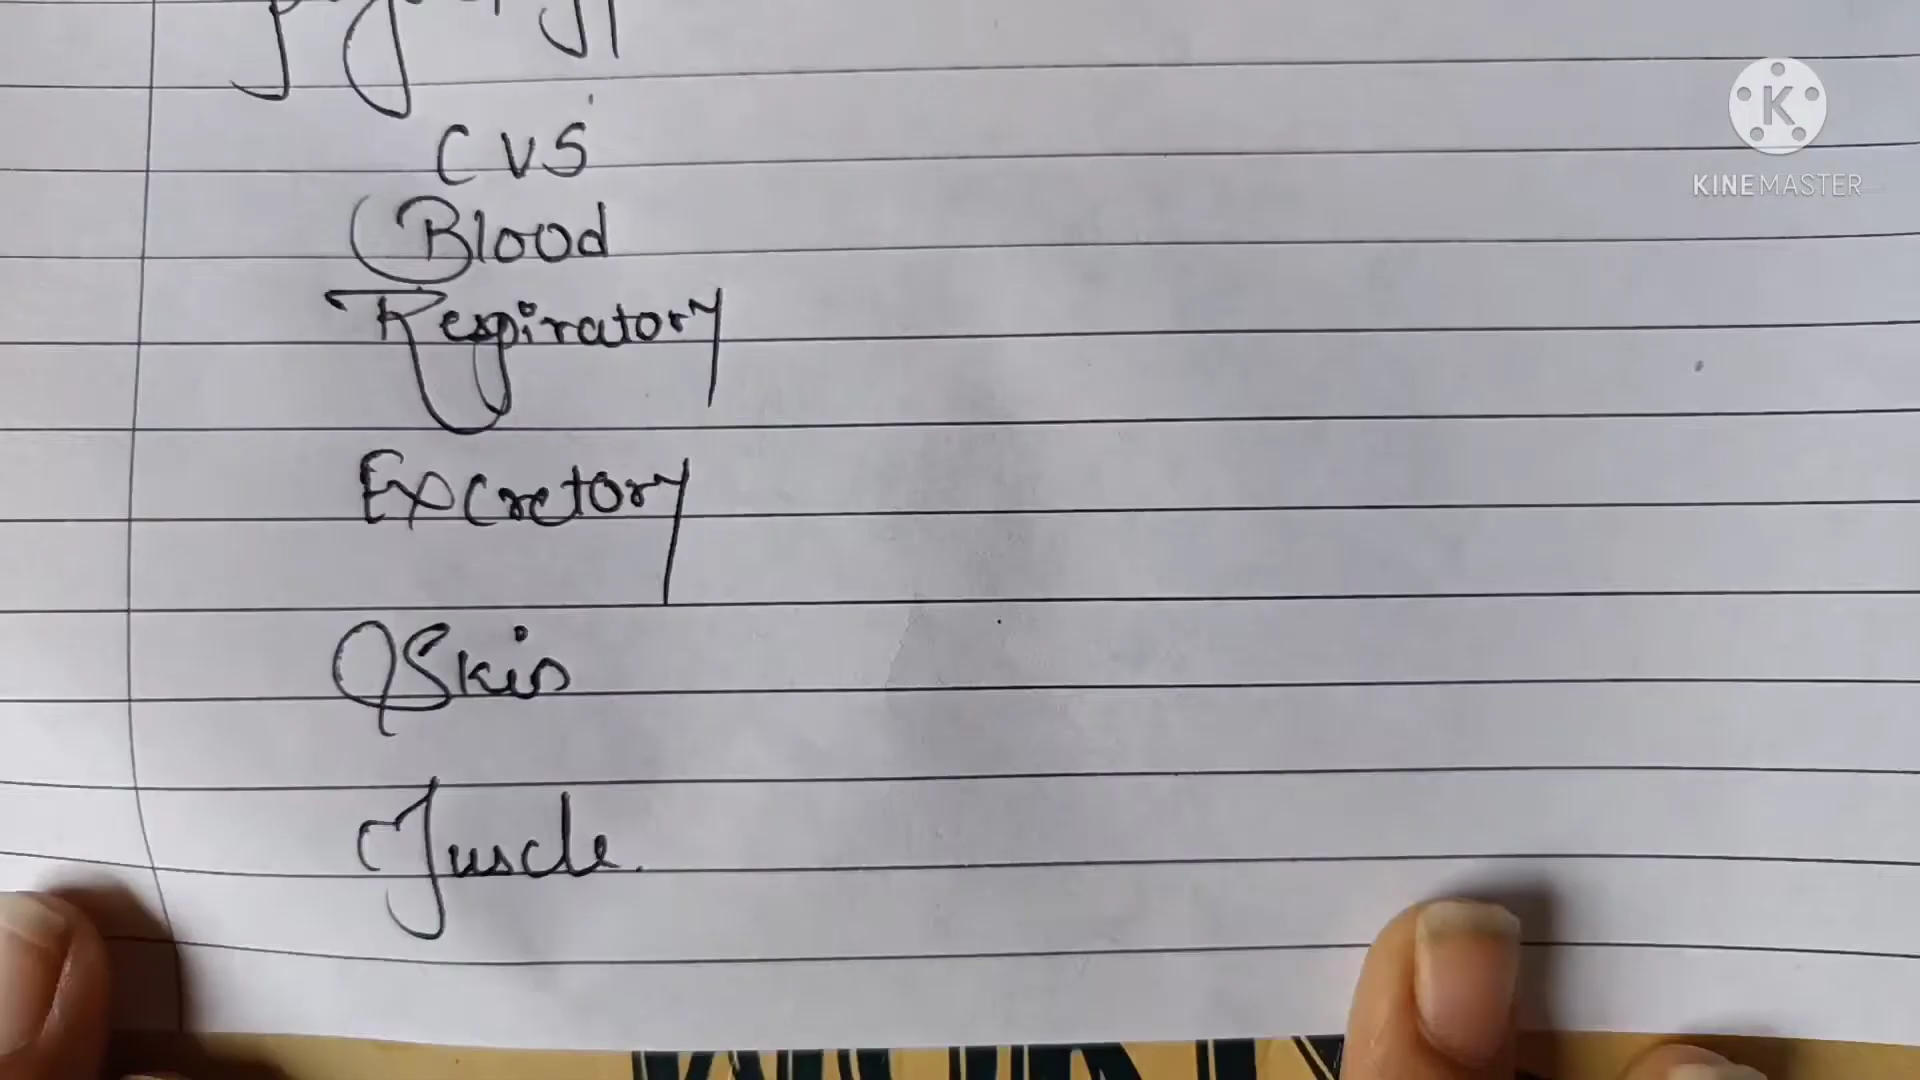 CVS
Blood
Respiratory
Excretory
Skin
Muscle.
K
KINEMASTER